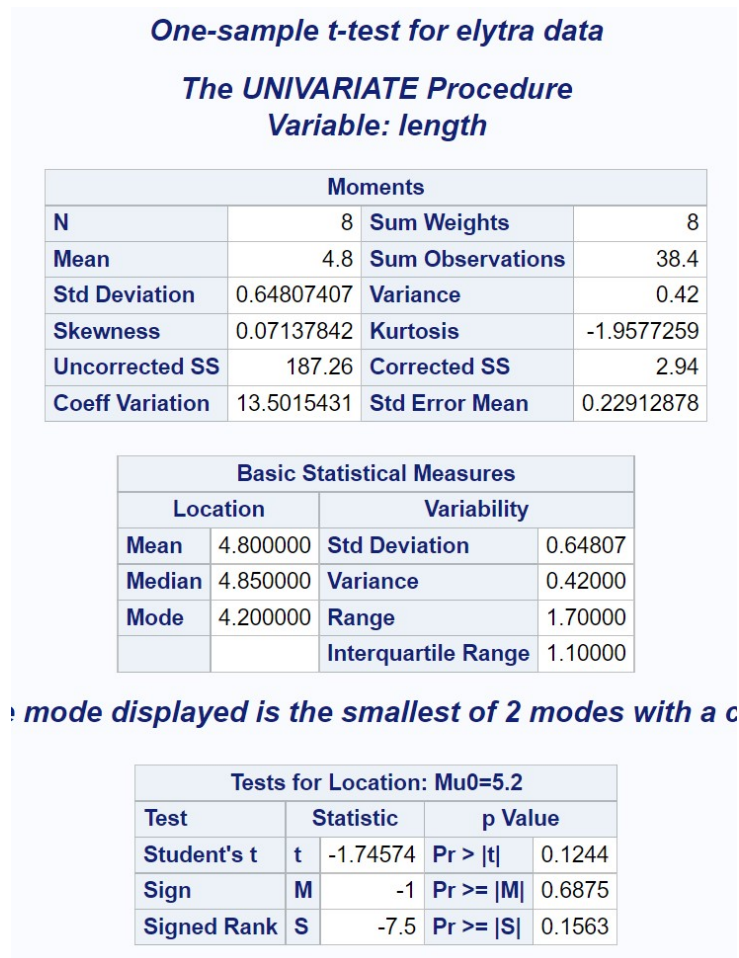 One-sample t-test for elytra data
The UNIVARIATE Procedure
Variable: length
Moments
N 8 Sum Weights 8
Mean 4.8 Sum Observations 38.4
Std Deviation 0.64807407 Variance 0.42
Skewness 0.07137842 Kurtosis -1.9577259
Uncorrected SS 187.26 Corrected SS 2.94
Coeff Variation 13.5015431 Std Error Mean 0.22912878
Basic Statistical Measures
Location Variability
Mean 4.800000 Std Deviation 0.64807
Median 4.850000 Variance 0.42000
Mode 4.200000 Range 1.70000
Interquartile Range 1.10000
mode displayed is the smallest of 2 modes with a
Tests for Location: Mu0=5.2
Test Statistic p Value
Student's t t -1.74574 Pr > |t| 0.1244
Sign M -1 Pr >= |M| 0.6875
Signed Rank S -7.5 Pr >= |S| 0.1563